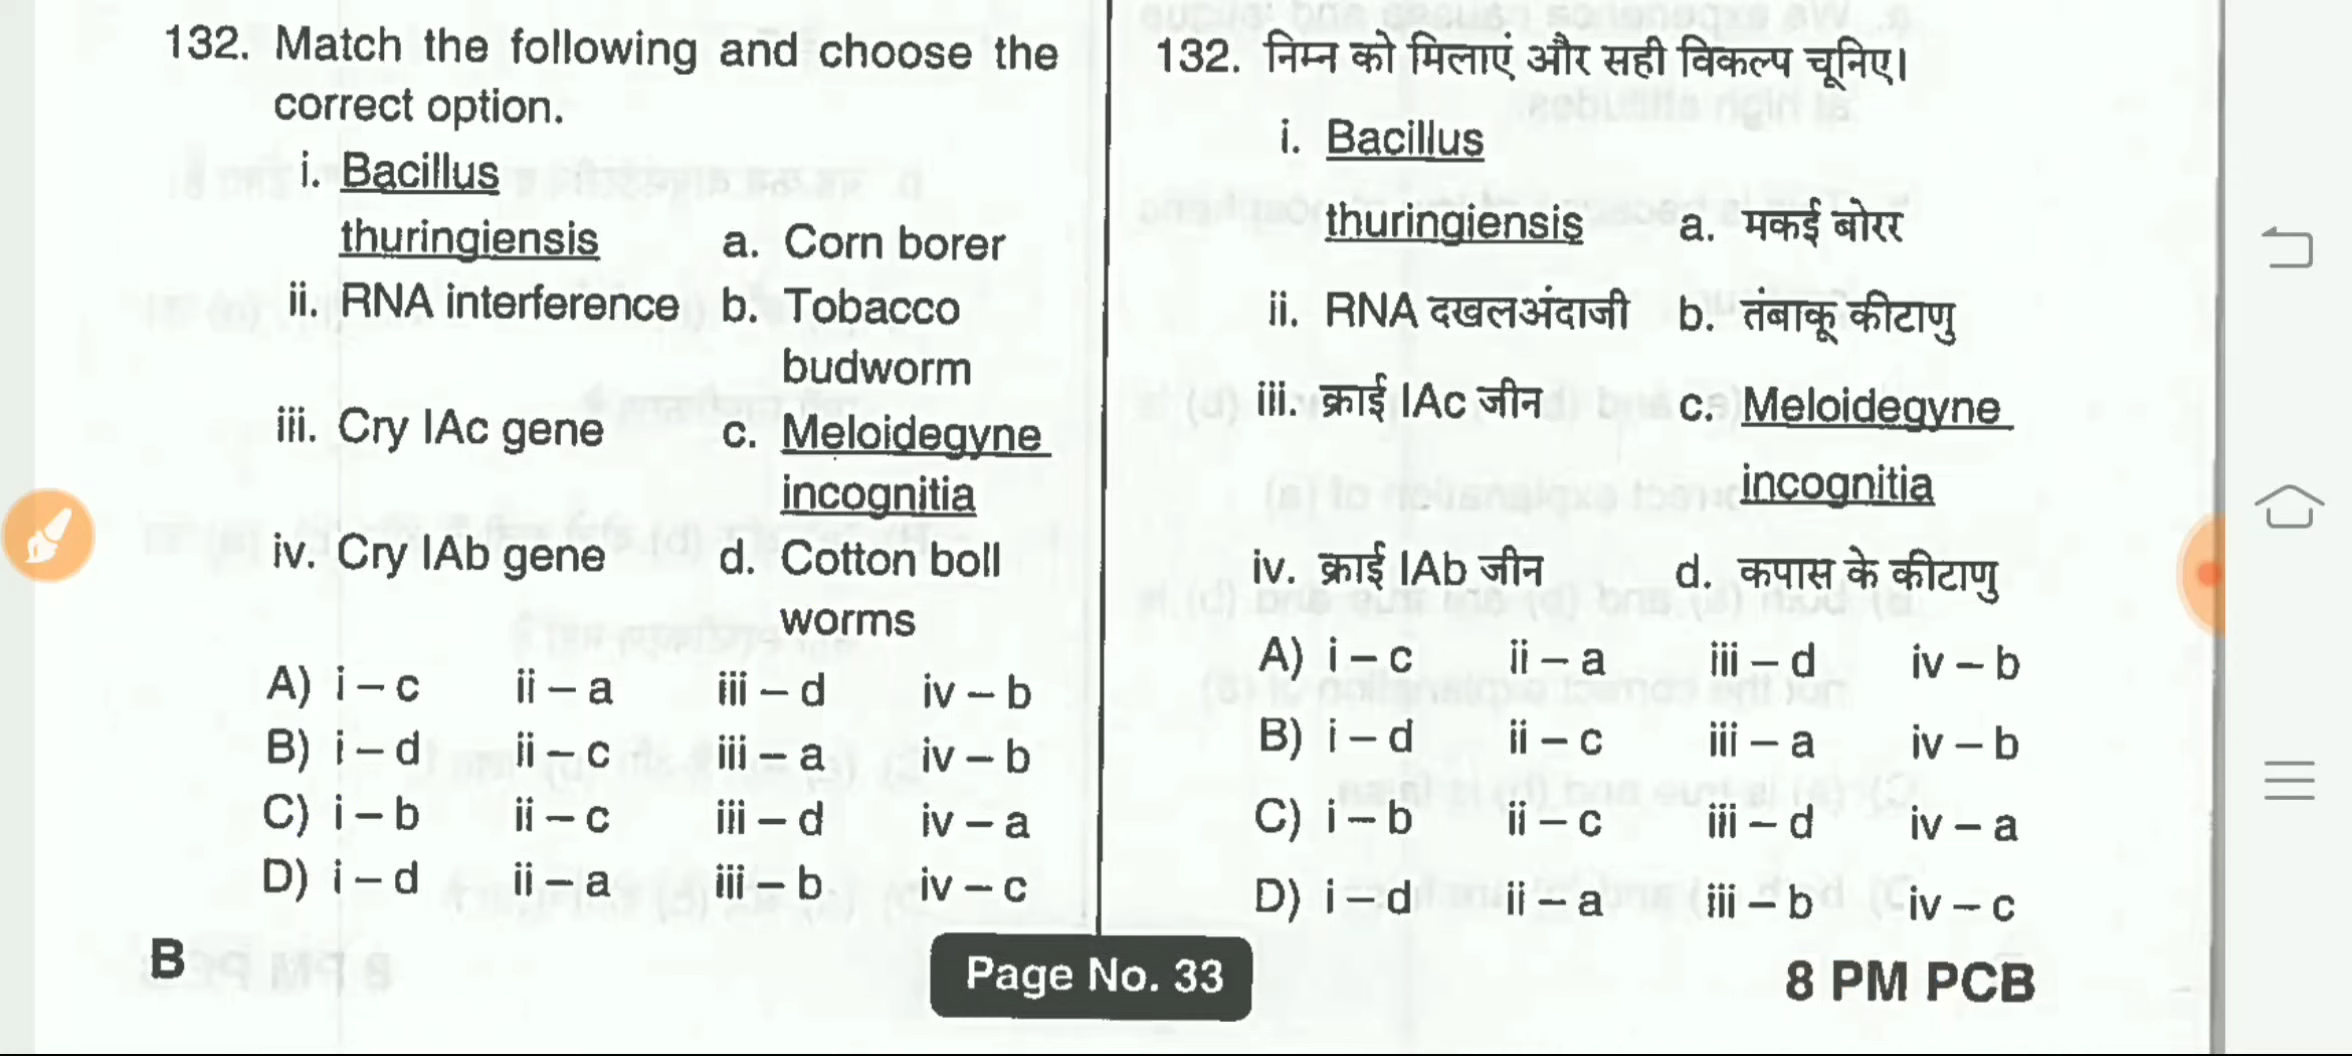 132. Match the following and choose the
correct option.
i. Bacillus
thuringiensis a. Corn borer
ii. RNA interference b. Tobacco
budworm
iii. Cry IAc gene c. Meloidegyne
incognitia
iv. Cry IAb gene d. Cotton boll
worms
A) i – c ii – a iii – d iv – b
B) i – d ii – c iii – a iv – b
C) i – b ii – c iii – d iv – a
D) i – d ii – a iii – b iv – c
132. निम्न को मिलाएं और सही विकल्प चूनिए।
i. Bacillus
thuringiensis a. मकई बोरर
ii. RNA दखलअंदाजी b. तंबाकू कीटाणु
iii. क्राई IAc जीन c. Meloidegyne
incognitia
iv. क्राई IAb जीन d. कपास के कीटाणु
A) i – c ii – a iii – d iv – b
B) i – d ii – c iii – a iv – b
C) i – b ii – c iii – d iv – a
D) i – d ii – a iii – b iv – c
B Page No. 33 8 PM PCB